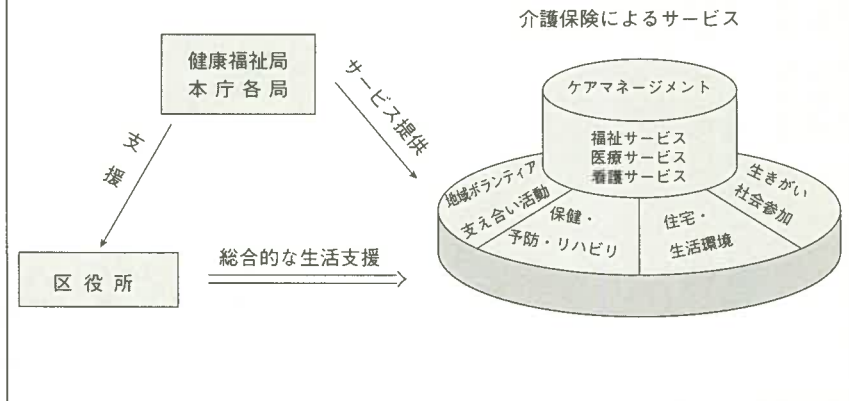 介護保険によるサービス
健康福祉局
本庁各局
サービス提供
支援
ケアマネージメント
福祉サービス
医療サービス
看護サービス
地域ボランティア
支え合い活動
保健・
予防・リハビリ
住宅・
生活環境
生きがい
社会参加
区役所
総合的な生活支援